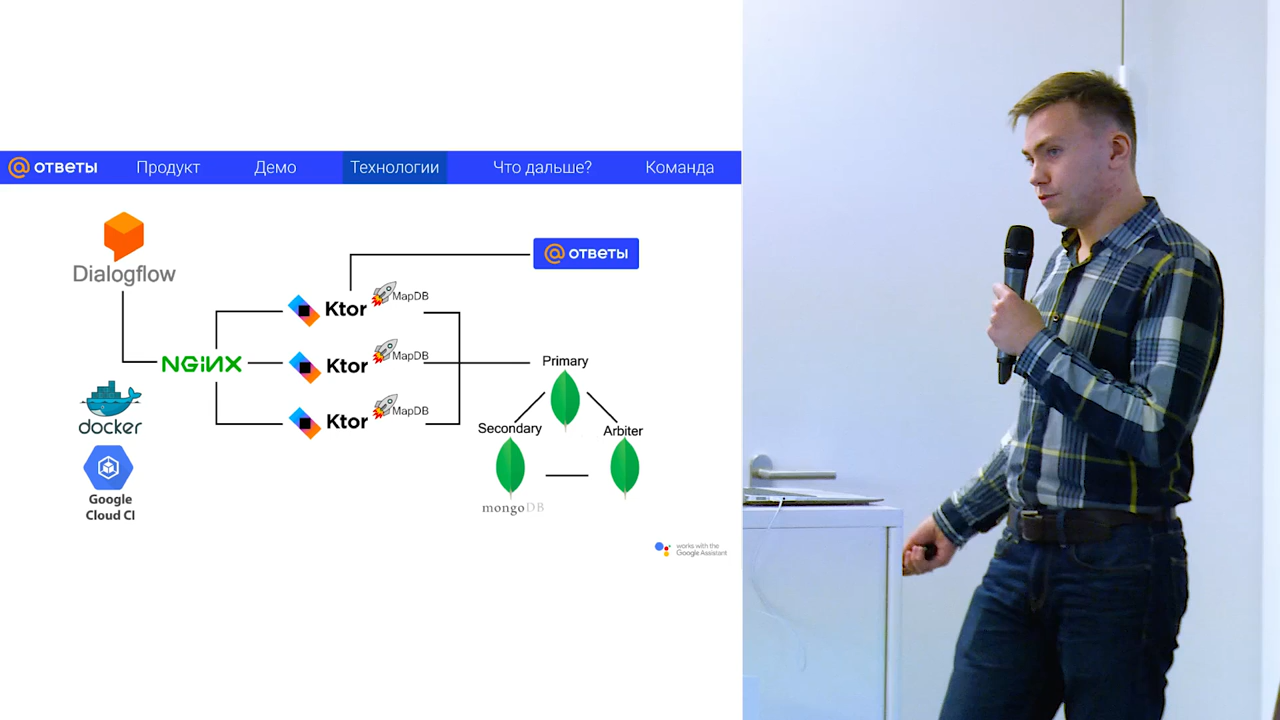 @ ОТВЕТЫ Продукт Демо Технологии Что дальше? Команда
Dialogflow
@ ОТВЕТЫ
Ktor MapDB
NGINX
Ktor MapDB
Ktor MapDB
Primary
Secondary
Arbiter
docker
Google
Cloud CI
mongoDB
works with the
Google Assistant